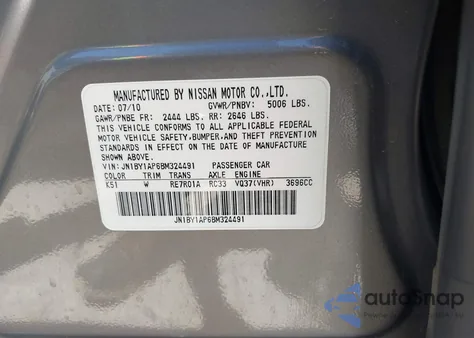 MANUFACTURED BY NISSAN MOTOR CO.,LTD.
DATE: 07/10 GVWR/PNBV: 5006 LBS.
GAWR/PNBE FR: 2444 LBS. RR: 2646 LBS.
THIS VEHICLE CONFORMS TO ALL APPLICABLE FEDERAL
MOTOR VEHICLE SAFETY, BUMPER, AND THEFT PREVENTION
STANDARDS IN EFFECT ON THE DATE OF MANUFACTURE
SHOWN ABOVE.
VIN: JN1BY1AP6BM324491 PASSENGER CAR
COLOR TRIM TRANS AXLE ENGINE
K51 W RE7R01A RC33 VQ37(VHR) 3696CC
JN1BY1AP6BM324491
autoSnap